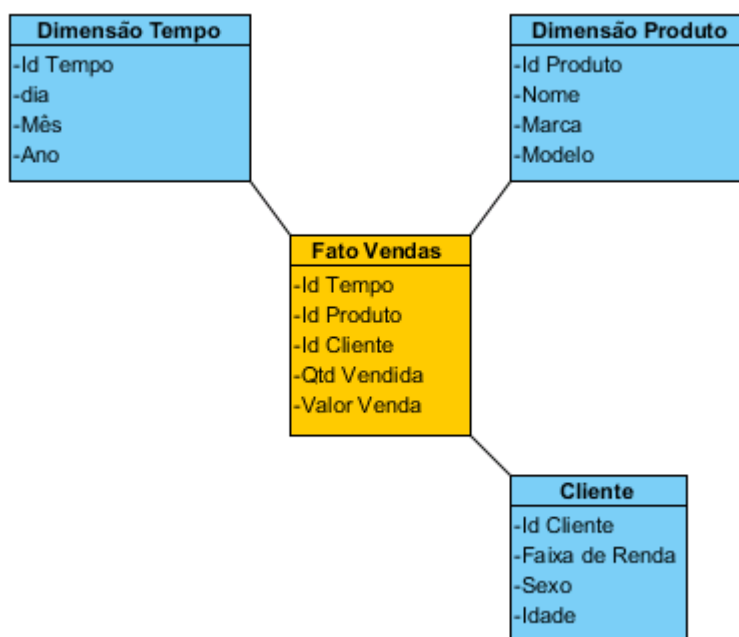 Dimensão Tempo
-Id Tempo
-dia
-Mês
-Ano
Dimensão Produto
-Id Produto
-Nome
-Marca
-Modelo
Fato Vendas
-Id Tempo
-Id Produto
-Id Cliente
-Qtd Vendida
-Valor Venda
Cliente
-Id Cliente
-Faixa de Renda
-Sexo
-Idade